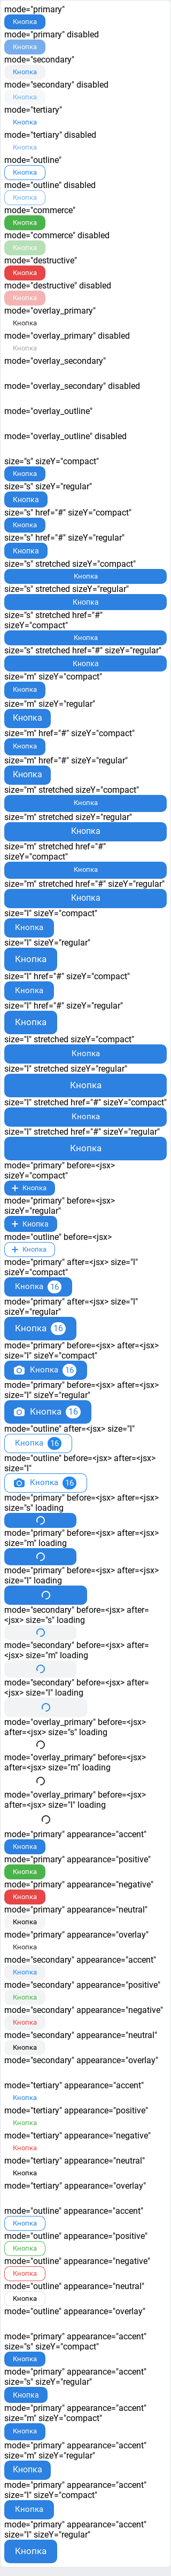 mode="primary"
Кнопка
mode="primary" disabled
Кнопка
mode="secondary"
Кнопка
mode="secondary" disabled
Кнопка
mode="tertiary"
Кнопка
mode="tertiary" disabled
Кнопка
mode="outline"
Кнопка
mode="outline" disabled
Кнопка
mode="commerce"
Кнопка
mode="commerce" disabled
Кнопка
mode="destructive"
Кнопка
mode="destructive" disabled
Кнопка
mode="overlay_primary"
Кнопка
mode="overlay_primary" disabled
Кнопка
mode="overlay_secondary"
mode="overlay_secondary" disabled
mode="overlay_outline"
mode="overlay_outline" disabled
size="s" sizeY="compact"
Кнопка
size="s" sizeY="regular"
Кнопка
size="s" href="#" sizeY="compact"
Кнопка
size="s" href="#" sizeY="regular"
Кнопка
size="s" stretched sizeY="compact"
Кнопка
size="s" stretched sizeY="regular"
Кнопка
size="s" stretched href="#"
sizeY="compact"
Кнопка
size="s" stretched href="#" sizeY="regular"
Кнопка
size="m" sizeY="compact"
Кнопка
size="m" sizeY="regular"
Кнопка
size="m" href="#" sizeY="compact"
Кнопка
size="m" href="#" sizeY="regular"
Кнопка
size="m" stretched sizeY="compact"
Кнопка
size="m" stretched sizeY="regular"
Кнопка
size="m" stretched href="#"
sizeY="compact"
Кнопка
size="m" stretched href="#" sizeY="regular"
Кнопка
size="l" sizeY="compact"
Кнопка
size="l" sizeY="regular"
Кнопка
size="l" href="#" sizeY="compact"
Кнопка
size="l" href="#" sizeY="regular"
Кнопка
size="l" stretched sizeY="compact"
Кнопка
size="l" stretched sizeY="regular"
Кнопка
size="l" stretched href="#" sizeY="compact"
Кнопка
size="l" stretched href="#" sizeY="regular"
Кнопка
mode="primary" before=<jsx>
sizeY="compact"
Кнопка
mode="primary" before=<jsx>
sizeY="regular"
Кнопка
mode="outline" before=<jsx>
Кнопка
mode="primary" after=<jsx> size="l"
sizeY="compact"
Кнопка 16
mode="primary" after=<jsx> size="l"
sizeY="regular"
Кнопка 16
mode="primary" before=<jsx> after=<jsx>
size="l" sizeY="compact"
Кнопка 16
mode="primary" before=<jsx> after=<jsx>
size="l" sizeY="regular"
Кнопка 16
mode="outline" after=<jsx> size="l"
Кнопка 16
mode="outline" before=<jsx> after=<jsx>
size="l"
Кнопка 16
mode="primary" before=<jsx> after=<jsx>
size="s" loading
mode="primary" before=<jsx> after=<jsx>
size="m" loading
mode="primary" before=<jsx> after=<jsx>
size="l" loading
mode="secondary" before=<jsx> after=
<jsx> size="s" loading
mode="secondary" before=<jsx> after=
<jsx> size="m" loading
mode="secondary" before=<jsx> after=
<jsx> size="l" loading
mode="overlay_primary" before=<jsx>
after=<jsx> size="s" loading
mode="overlay_primary" before=<jsx>
after=<jsx> size="m" loading
mode="overlay_primary" before=<jsx>
after=<jsx> size="l" loading
mode="primary" appearance="accent"
Кнопка
mode="primary" appearance="positive"
Кнопка
mode="primary" appearance="negative"
Кнопка
mode="primary" appearance="neutral"
Кнопка
mode="primary" appearance="overlay"
Кнопка
mode="secondary" appearance="accent"
Кнопка
mode="secondary" appearance="positive"
Кнопка
mode="secondary" appearance="negative"
Кнопка
mode="secondary" appearance="neutral"
Кнопка
mode="secondary" appearance="overlay"
mode="tertiary" appearance="accent"
Кнопка
mode="tertiary" appearance="positive"
Кнопка
mode="tertiary" appearance="negative"
Кнопка
mode="tertiary" appearance="neutral"
Кнопка
mode="tertiary" appearance="overlay"
mode="outline" appearance="accent"
Кнопка
mode="outline" appearance="positive"
Кнопка
mode="outline" appearance="negative"
Кнопка
mode="outline" appearance="neutral"
Кнопка
mode="outline" appearance="overlay"
mode="primary" appearance="accent"
size="s" sizeY="compact"
Кнопка
mode="primary" appearance="accent"
size="s" sizeY="regular"
Кнопка
mode="primary" appearance="accent"
size="m" sizeY="compact"
Кнопка
mode="primary" appearance="accent"
size="m" sizeY="regular"
Кнопка
mode="primary" appearance="accent"
size="l" sizeY="compact"
Кнопка
mode="primary" appearance="accent"
size="l" sizeY="regular"
Кнопка